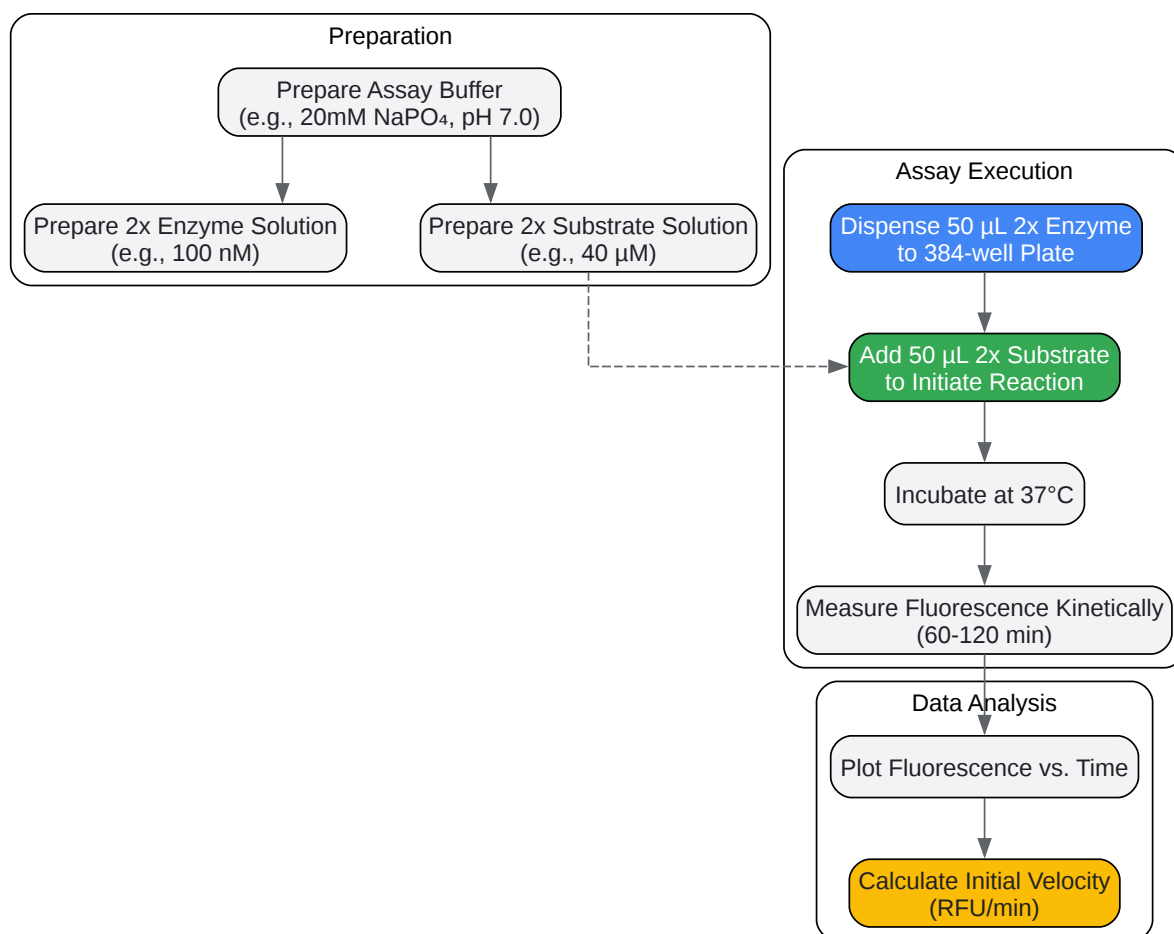 Preparation
Prepare Assay Buffer
(e.g., 20mM NaPO₄, pH 7.0)
Prepare 2x Enzyme Solution
(e.g., 100 nM)
Prepare 2x Substrate Solution
(e.g., 40 µM)
Assay Execution
Dispense 50 µL 2x Enzyme
to 384-well Plate
Add 50 µL 2x Substrate
to Initiate Reaction
Incubate at 37°C
Measure Fluorescence Kinetically
(60-120 min)
Data Analysis
Plot Fluorescence vs. Time
Calculate Initial Velocity
(RFU/min)